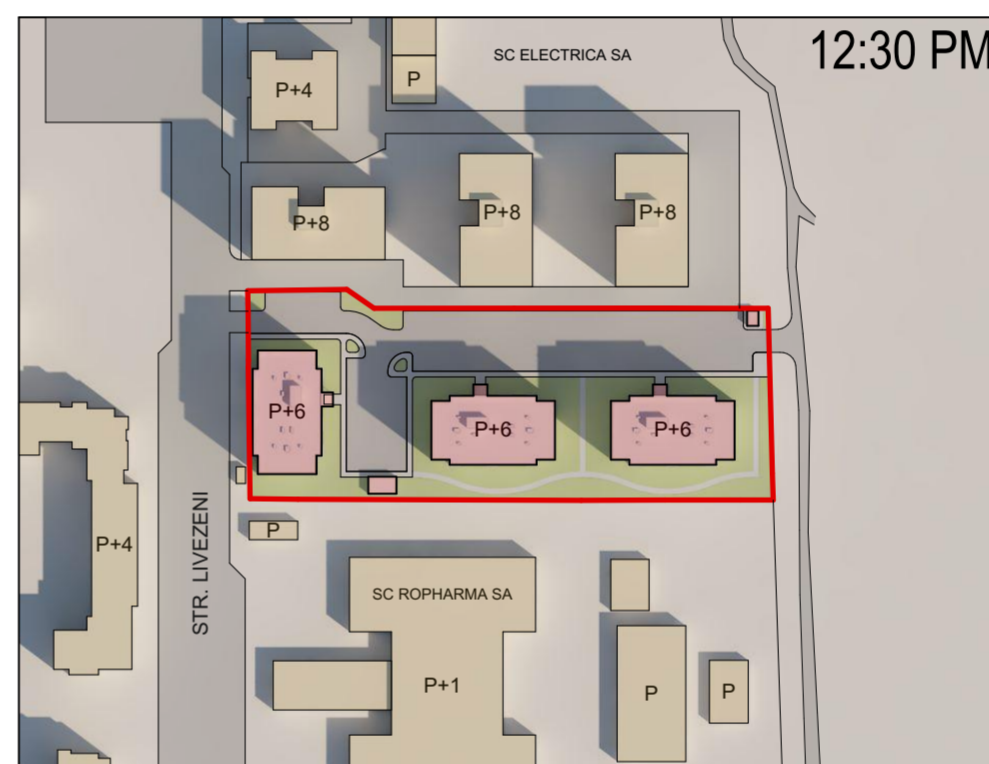 SC ELECTRICA SA
12:30 PM
P
P+4
P+8
P+8
P+8
P+6
P+6
P+6
STR. LIVEZENI
P
P+4
SC ROPHARMA SA
P+1
P
P